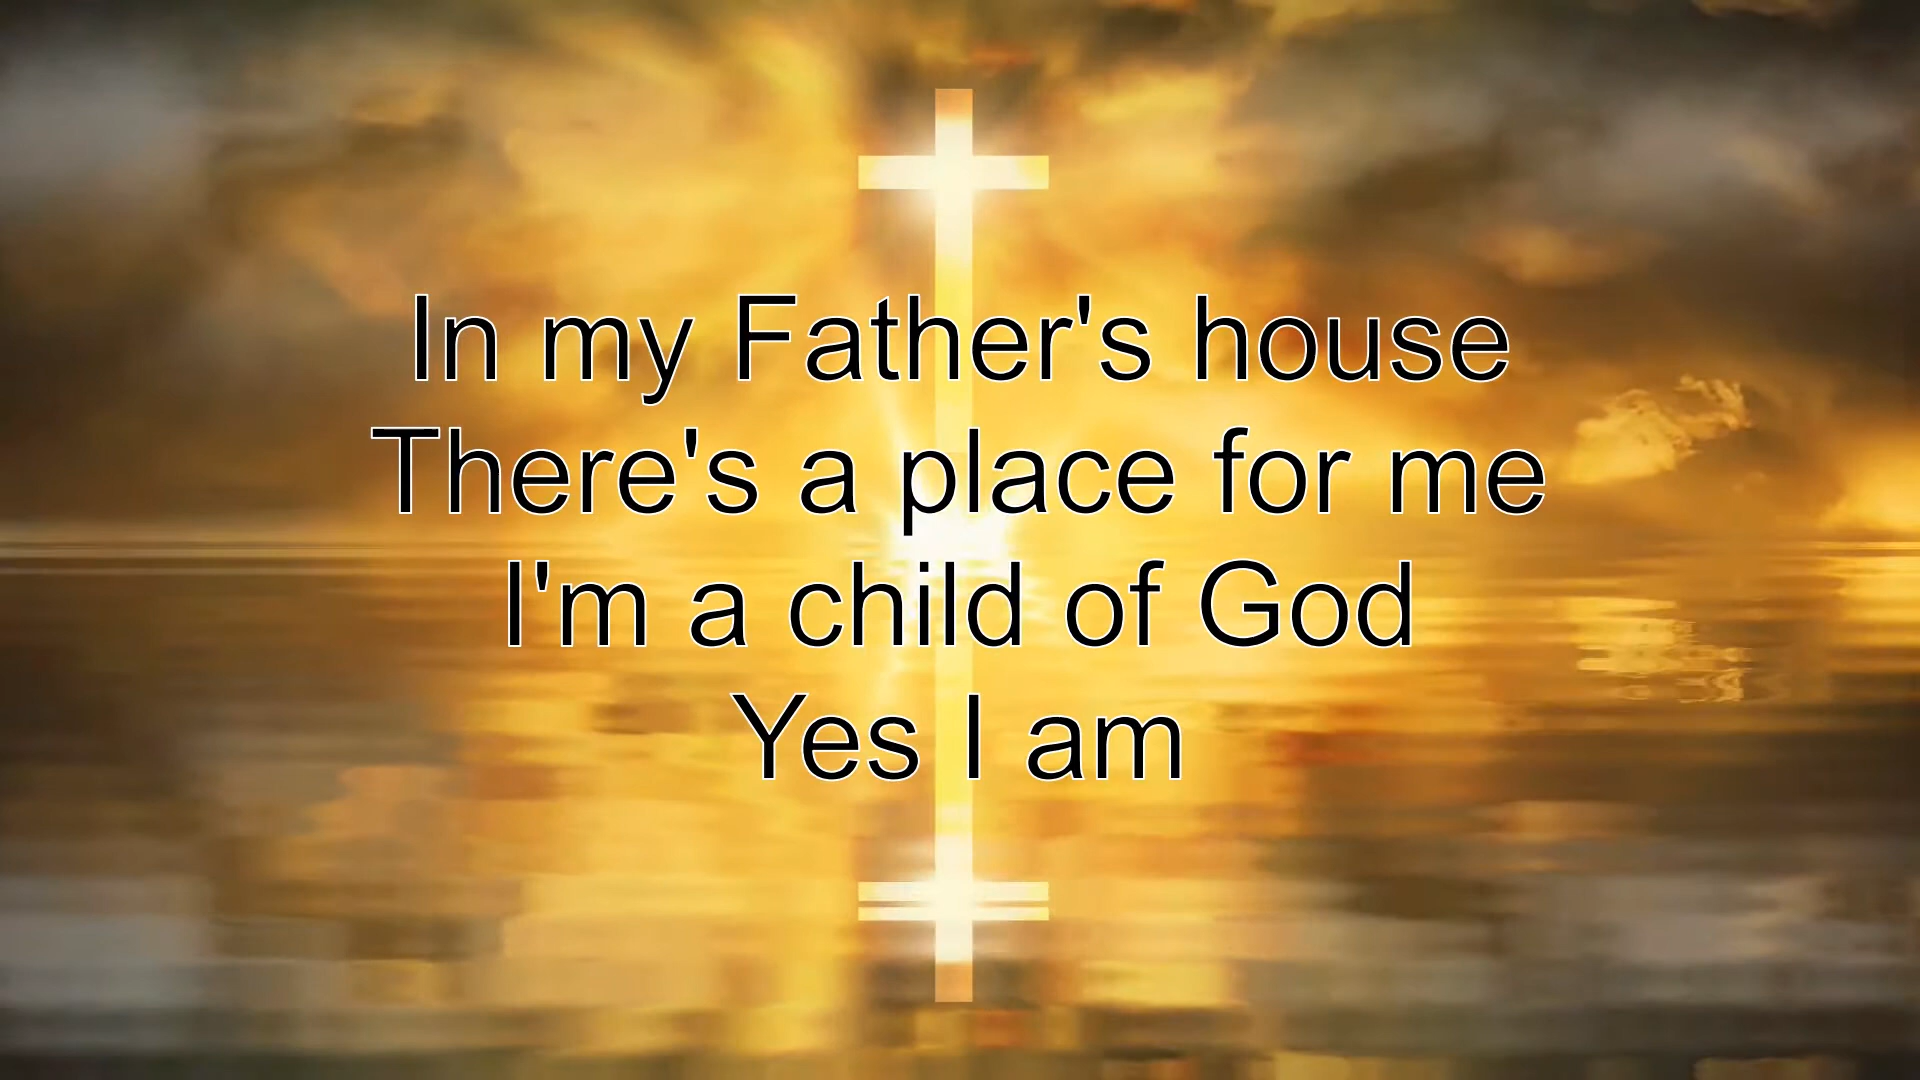 In my Father's house
There's a place for me
I'm a child of God
Yes I am